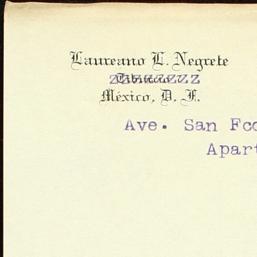 Laureano L. Negrete
México, D. F.
Ave. San Fco
Apart